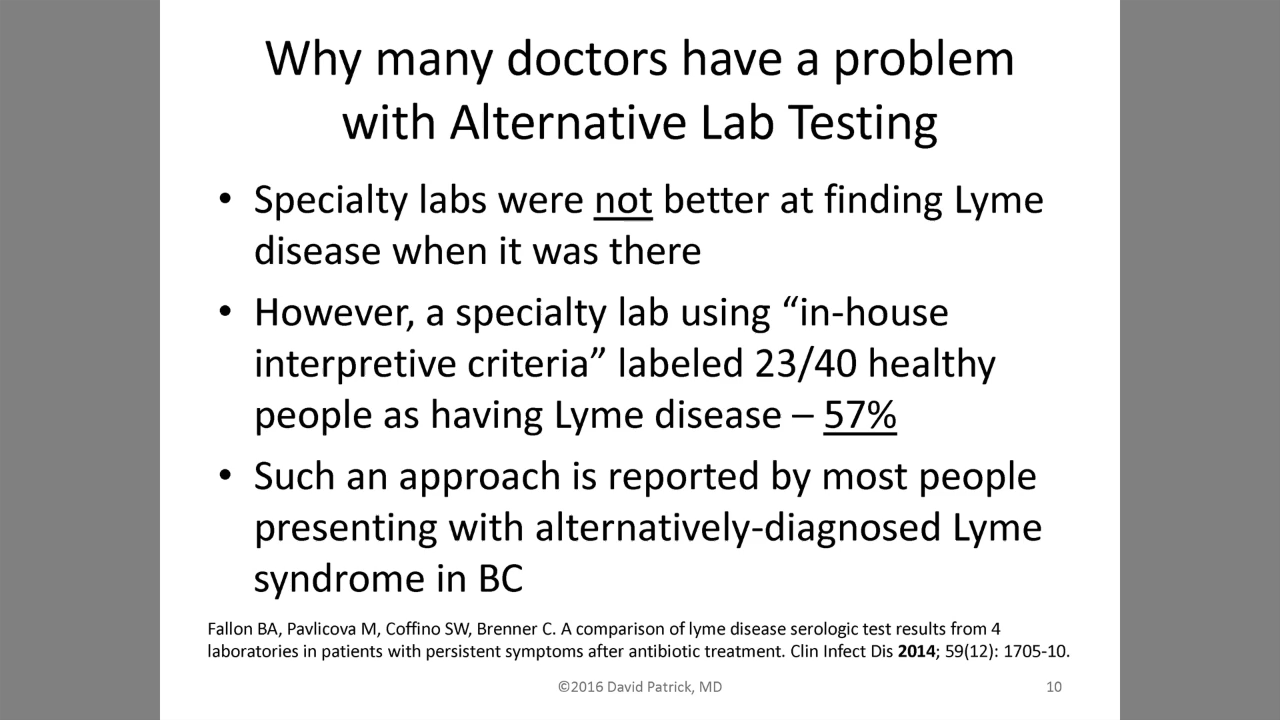 Why many doctors have a problem
with Alternative Lab Testing
• Specialty labs were not better at finding Lyme
disease when it was there
• However, a specialty lab using “in-house
interpretive criteria” labeled 23/40 healthy
people as having Lyme disease – 57%
• Such an approach is reported by most people
presenting with alternatively-diagnosed Lyme
syndrome in BC
Fallon BA, Pavlicova M, Coffino SW, Brenner C. A comparison of lyme disease serologic test results from 4
laboratories in patients with persistent symptoms after antibiotic treatment. Clin Infect Dis 2014; 59(12): 1705-10.
©2016 David Patrick, MD
10